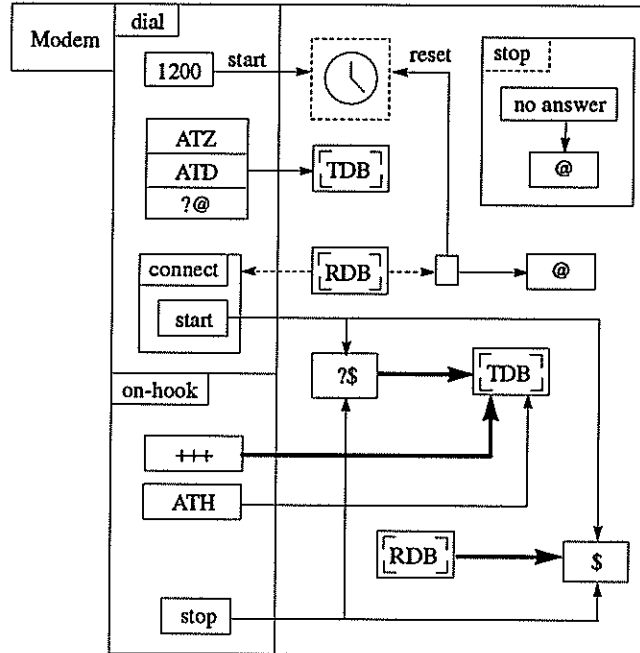 Modem
dial
1200
start
reset
stop
no answer
@
ATZ
ATD
?@
TDB
connect
RDB
@
start
?$
TDB
on-hook
+++
ATH
RDB
$
stop